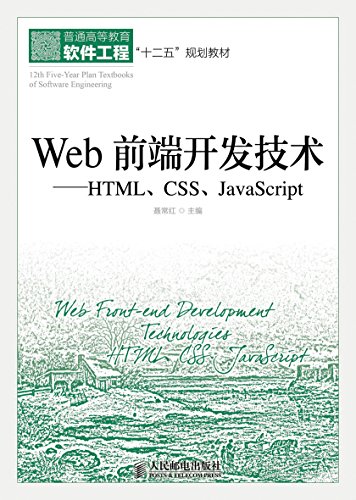 普通高等教育
软件工程
“十二五”规划教材
12th Five-Year Plan Textbooks
of Software Engineering
Web 前端开发技术
——HTML、CSS、JavaScript
聂常红 ◎ 主编
Web Front-end Development
Technologies
HTML CSS JavaScript
人民邮电出版社
POSTS & TELECOM PRESS